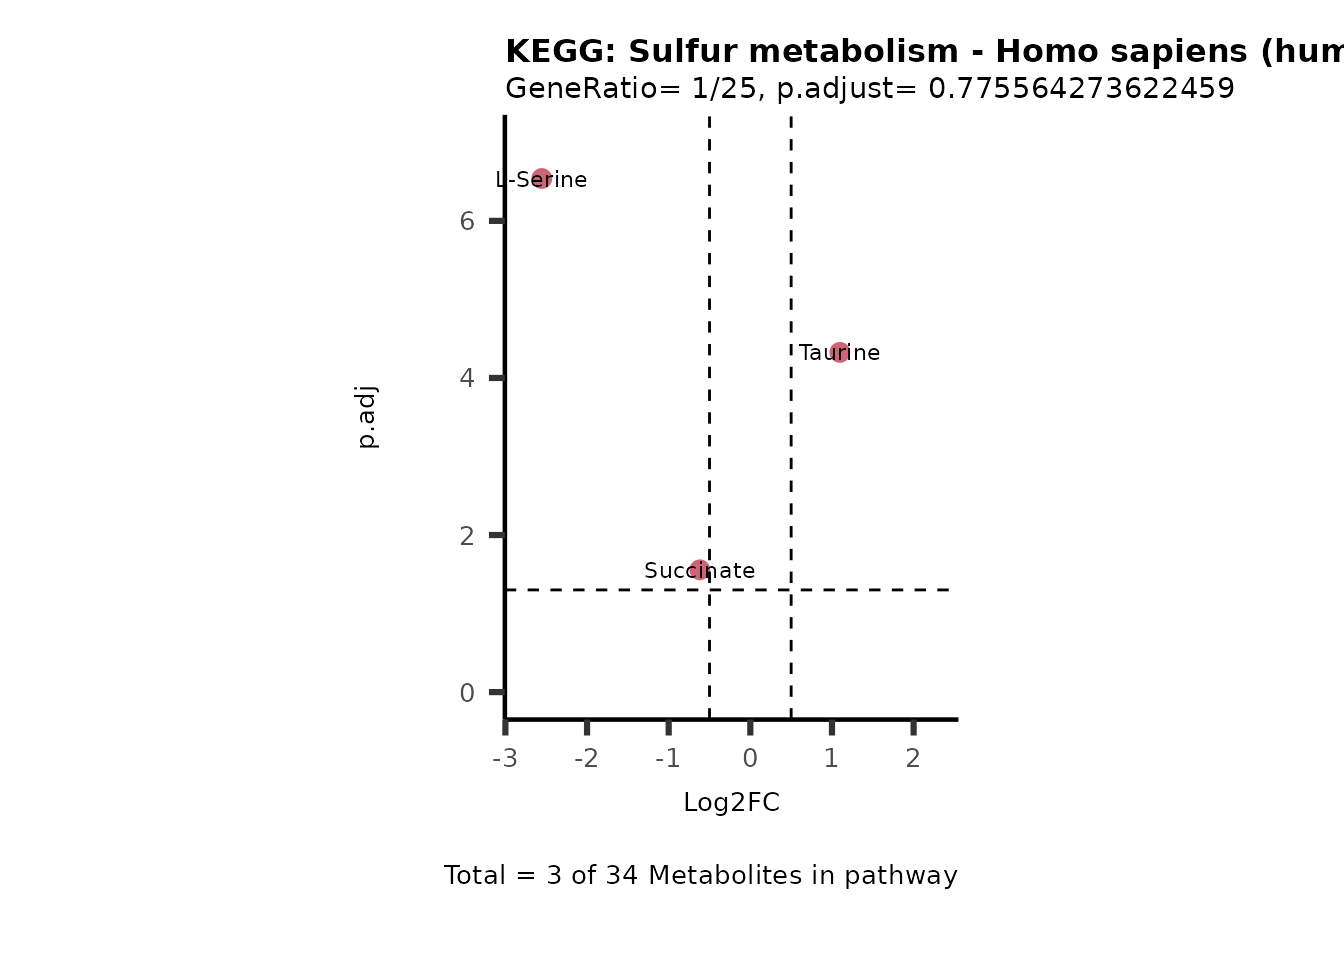 KEGG: Sulfur metabolism - Homo sapiens (hum
GeneRatio= 1/25, p.adjust= 0.775564273622459
L-Serine
6
Taurine
4
p.adj
2
Succinate
0
-3 -2 -1 0 1 2
Log2FC
Total = 3 of 34 Metabolites in pathway